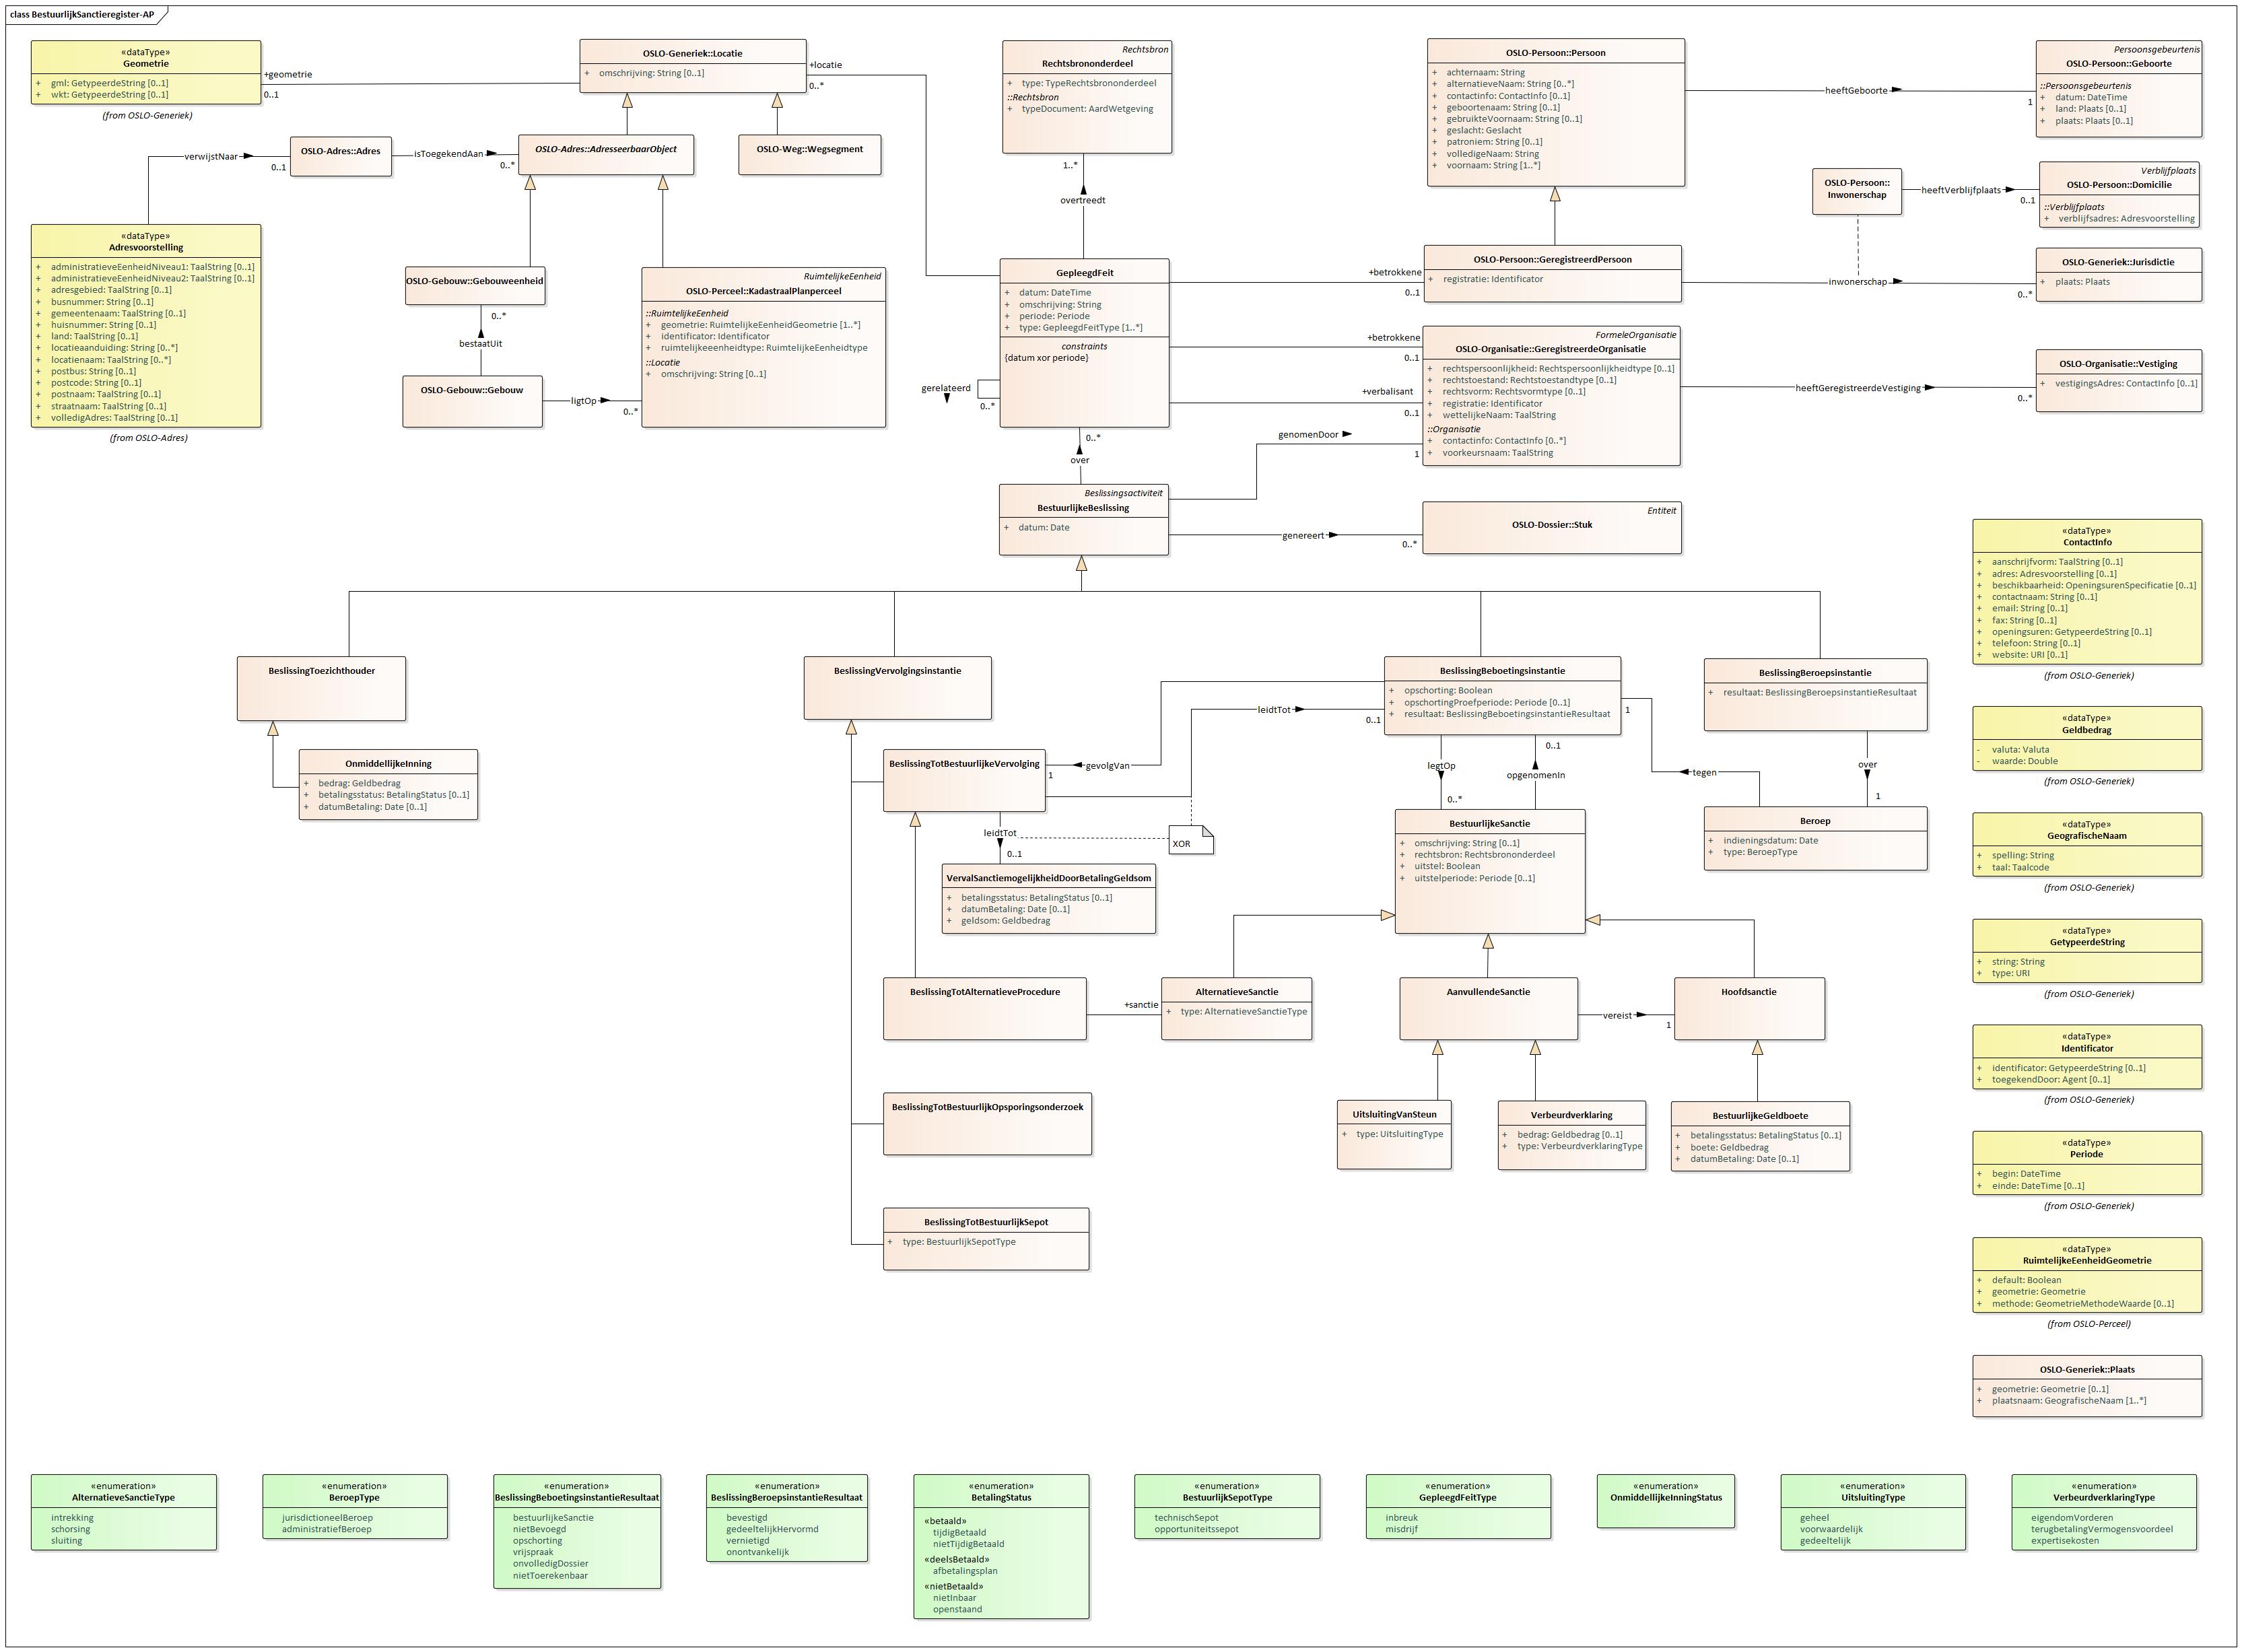 class BestuurlijkSanctieregister-AP
«dataType»
Geometrie
+ gml: GetypeerdeString [0..1]
+ wkt: GetypeerdeString [0..1]
(from OSLO-Generiek)
+geometrie
0..1
OSLO-Generiek::Locatie
+ omschrijving: String [0..1]
+locatie
0..*
Rechtsbron
Rechtsbrononderdeel
+ type: TypeRechtsbrononderdeel
::Rechtsbron
+ typeDocument: AardWetgeving
1..*
overtreedt
OSLO-Persoon::Persoon
+ achternaam: String
+ alternatieveNaam: String [0..*]
+ contactinfo: ContactInfo [0..1]
+ geboortenaam: String [0..1]
+ gebruikteVoornaam: String [0..1]
+ geslacht: Geslacht
+ patroniem: String [0..1]
+ volledigeNaam: String
+ voornaam: String [1..*]
heeftGeboorte
1
Persoonsgebeurtenis
OSLO-Persoon::Geboorte
::Persoonsgebeurtenis
+ datum: DateTime
+ land: Plaats [0..1]
+ plaats: Plaats [0..1]
verwijstNaar
0..1
OSLO-Adres::Adres
isToegekendAan
0..*
OSLO-Adres::AdresseerbaarObject
OSLO-Weg::Wegsegment
OSLO-Persoon::
Inwonerschap
heeftVerblijfplaats
0..1
Verblijfplaats
OSLO-Persoon::Domicilie
::Verblijfplaats
+ verblijfsadres: Adresvoorstelling
«dataType»
Adresvoorstelling
+ administratieveEenheidNiveau1: TaalString [0..1]
+ administratieveEenheidNiveau2: TaalString [0..1]
+ adresgebied: TaalString [0..1]
+ busnummer: String [0..1]
+ gemeentenaam: TaalString [0..1]
+ huisnummer: String [0..1]
+ land: TaalString [0..1]
+ locatieaanduiding: String [0..*]
+ locatienaam: TaalString [0..*]
+ postbus: String [0..1]
+ postcode: String [0..1]
+ postnaam: TaalString [0..1]
+ straatnaam: TaalString [0..1]
+ volledigAdres: TaalString [0..1]
(from OSLO-Adres)
OSLO-Gebouw::Gebouweenheid
0..*
bestaatUit
OSLO-Gebouw::Gebouw
ligtOp
0..*
RuimtelijkeEenheid
OSLO-Perceel::KadastraalPlanperceel
::RuimtelijkeEenheid
+ geometrie: RuimtelijkeEenheidGeometrie [1..*]
+ identificator: Identificator
+ ruimtelijkeeenheidtype: RuimtelijkeEenheidtype
::Locatie
+ omschrijving: String [0..1]
GepleegdFeit
+ datum: DateTime
+ omschrijving: String
+ periode: Periode
+ type: GepleegdFeitType [1..*]
constraints
{datum xor periode}
gerelateerd
0..*
+betrokkene
0..1
OSLO-Persoon::GeregistreerdPersoon
+ registratie: Identificator
inwonerschap
0..*
OSLO-Generiek::Jurisdictie
+ plaats: Plaats
+betrokkene
0..1
+verbalisant
0..1
genomenDoor
1
FormeleOrganisatie
OSLO-Organisatie::GeregistreerdeOrganisatie
+ rechtspersoonlijkheid: Rechtspersoonlijkheidtype [0..1]
+ rechtstoestand: Rechtstoestandtype [0..1]
+ rechtsvorm: Rechtsvormtype [0..1]
+ registratie: Identificator
+ wettelijkeNaam: TaalString
::Organisatie
+ contactinfo: ContactInfo [0..*]
+ voorkeursnaam: TaalString
heeftGeregistreerdeVestiging
0..*
OSLO-Organisatie::Vestiging
+ vestigingsAdres: ContactInfo [0..1]
0..*
over
Beslissingsactiviteit
BestuurlijkeBeslissing
+ datum: Date
genereert
0..*
Entiteit
OSLO-Dossier::Stuk
«dataType»
ContactInfo
+ aanschrijfvorm: TaalString [0..1]
+ adres: Adresvoorstelling [0..1]
+ beschikbaarheid: OpeningsurenSpecificatie [0..1]
+ contactnaam: String [0..1]
+ email: String [0..1]
+ fax: String [0..1]
+ openingsuren: GetypeerdeString [0..1]
+ telefoon: String [0..1]
+ website: URI [0..1]
(from OSLO-Generiek)
BeslissingToezichthouder
OnmiddellijkeInning
+ bedrag: Geldbedrag
+ betalingsstatus: BetalingStatus [0..1]
+ datumBetaling: Date [0..1]
BeslissingVervolgingsinstantie
BeslissingBeboetingsinstantie
+ opschorting: Boolean
+ opschortingProefperiode: Periode [0..1]
+ resultaat: BeslissingBeboetingsinstantieResultaat
BeslissingBeroepsinstantie
+ resultaat: BeslissingBeroepsinstantieResultaat
leidtTot
0..1
1
gevolgVan
1
BeslissingTotBestuurlijkeVervolging
leidtTot
0..1
XOR
VervalSanctiemogelijkheidDoorBetalingGeldsom
+ betalingsstatus: BetalingStatus [0..1]
+ datumBetaling: Date [0..1]
+ geldsom: Geldbedrag
legtOp
0..*
0..1
opgenomenIn
tegen
over
1
Beroep
+ indieningsdatum: Date
+ type: BeroepType
BestuurlijkeSanctie
+ omschrijving: String [0..1]
+ rechtsbron: Rechtsbrononderdeel
+ uitstel: Boolean
+ uitstelperiode: Periode [0..1]
«dataType»
Geldbedrag
- valuta: Valuta
- waarde: Double
(from OSLO-Generiek)
«dataType»
GeografischeNaam
+ spelling: String
+ taal: Taalcode
(from OSLO-Generiek)
BeslissingTotAlternatieveProcedure
+sanctie
AlternatieveSanctie
+ type: AlternatieveSanctieType
AanvullendeSanctie
vereist
1
Hoofdsanctie
«dataType»
GetypeerdeString
+ string: String
+ type: URI
(from OSLO-Generiek)
BeslissingTotBestuurlijkOpsporingsonderzoek
UitsluitingVanSteun
+ type: UitsluitingType
Verbeurdverklaring
+ bedrag: Geldbedrag [0..1]
+ type: VerbeurdverklaringType
BestuurlijkeGeldboete
+ betalingsstatus: BetalingStatus [0..1]
+ boete: Geldbedrag
+ datumBetaling: Date [0..1]
«dataType»
Identificator
+ identificator: GetypeerdeString [0..1]
+ toegekendDoor: Agent [0..1]
(from OSLO-Generiek)
«dataType»
Periode
+ begin: DateTime
+ einde: DateTime [0..1]
(from OSLO-Generiek)
BeslissingTotBestuurlijkSepot
+ type: BestuurlijkSepotType
«dataType»
RuimtelijkeEenheidGeometrie
+ default: Boolean
+ geometrie: Geometrie
+ methode: GeometrieMethodeWaarde [0..1]
(from OSLO-Perceel)
OSLO-Generiek::Plaats
+ geometrie: Geometrie [0..1]
+ plaatsnaam: GeografischeNaam [1..*]
«enumeration»
AlternatieveSanctieType
intrekking
schorsing
sluiting
«enumeration»
BeroepType
jurisdictioneelBeroep
administratiefBeroep
«enumeration»
BeslissingBeboetingsinstantieResultaat
bestuurlijkeSanctie
nietBevoegd
opschorting
vrijspraak
onvolledigDossier
nietToerekenbaar
«enumeration»
BeslissingBeroepsinstantieResultaat
bevestigd
gedeeltelijkHervormd
vernietigd
onontvankelijk
«enumeration»
BetalingStatus
«betaald»
tijdigBetaald
nietTijdigBetaald
«deelsBetaald»
afbetalingsplan
«nietBetaald»
nietInbaar
openstaand
«enumeration»
BestuurlijkSepotType
technischSepot
opportuniteitssepot
«enumeration»
GepleegdFeitType
inbreuk
misdrijf
«enumeration»
OnmiddellijkeInningStatus
«enumeration»
UitsluitingType
geheel
voorwaardelijk
gedeeltelijk
«enumeration»
VerbeurdverklaringType
eigendomVorderen
terugbetalingVermogensvoordeel
expertisekosten